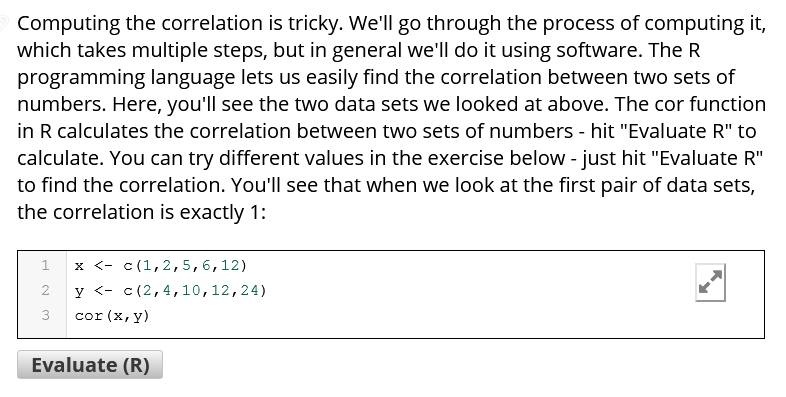 Computing the correlation is tricky. We'll go through the process of computing it,
which takes multiple steps, but in general we'll do it using software. The R
programming language lets us easily find the correlation between two sets of
numbers. Here, you'll see the two data sets we looked at above. The cor function
in R calculates the correlation between two sets of numbers - hit "Evaluate R" to
calculate. You can try different values in the exercise below - just hit "Evaluate R"
to find the correlation. You'll see that when we look at the first pair of data sets,
the correlation is exactly 1:
1 x <- c(1,2,5,6,12)
2 y <- c(2,4,10,12,24)
3 cor(x,y)
Evaluate (R)